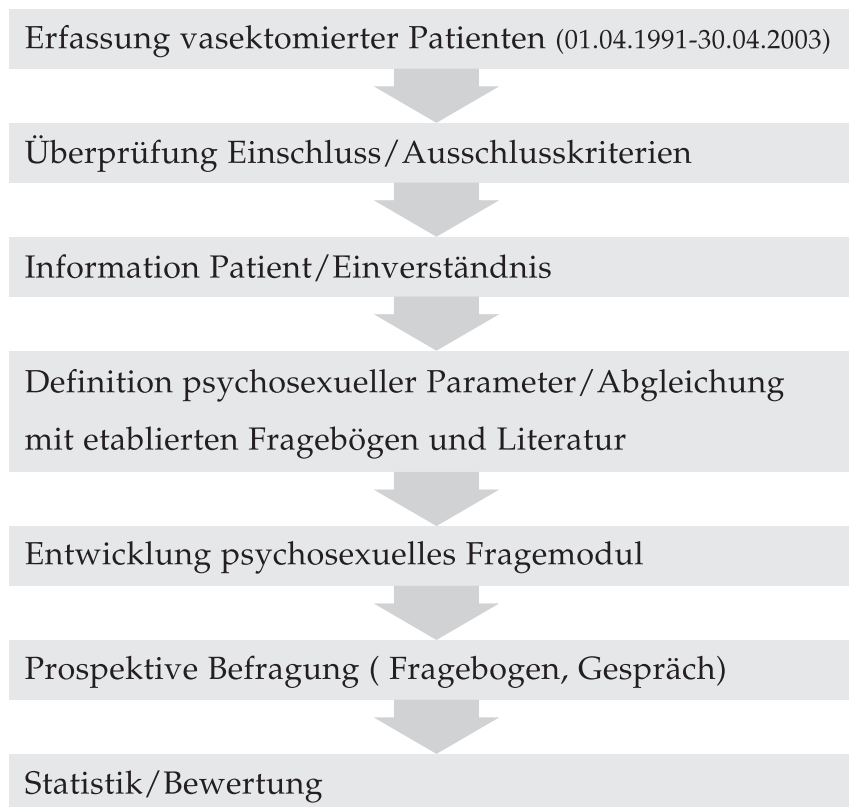 Erfassung vasektomierter Patienten (01.04.1991-30.04.2003)
Überprüfung Einschluss/Ausschlusskriterien
Information Patient/Einverständnis
Definition psychosexueller Parameter/Abgleichung
mit etablierten Fragebögen und Literatur
Entwicklung psychosexuelles Fragemodul
Prospektive Befragung ( Fragebogen, Gespräch)
Statistik/Bewertung